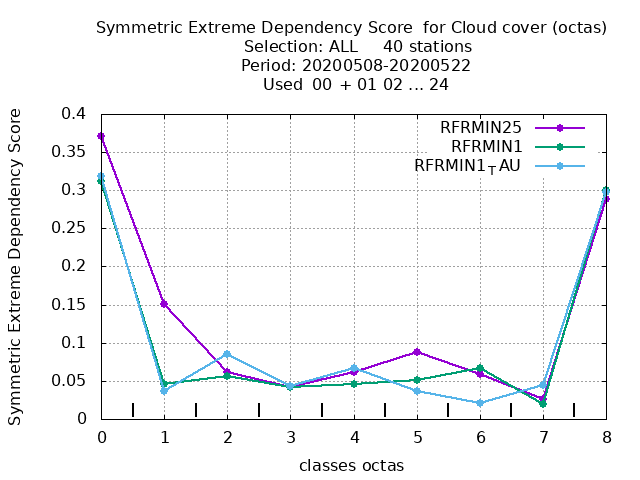 Symmetric Extreme Dependency Score  for Cloud cover (octas)
Selection: ALL     40 stations
Period: 20200508-20200522
Used  00 + 01 02 ... 24
Symmetric Extreme Dependency Score
RFRMIN25
RFRMIN1
RFRMIN1TAU
0.4
0.35
0.3
0.25
0.2
0.15
0.1
0.05
0
0 1 2 3 4 5 6 7 8
classes octas